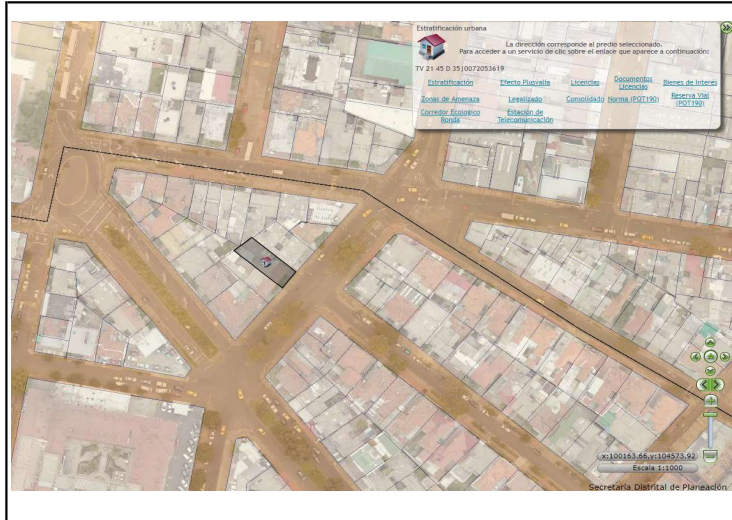 Estratificación urbana
La dirección corresponde al predio seleccionado.
Para acceder a un servicio de clic sobre el enlace que aparece a continuación:
TV 21 45 D 35|0072053619
Estratificación Efecto Plusvalía Licencias Documentos Licencias Bienes de Interés
Zonas de Amenaza Legalizado Consolidado Norma (POT190) Reserva Vial (POT190)
Corredor Ecologico Ronda Estación de Telecomunicación
x:100163.66,y:104573.92
Escala 1:1000
Secretaría Distrital de Planeación